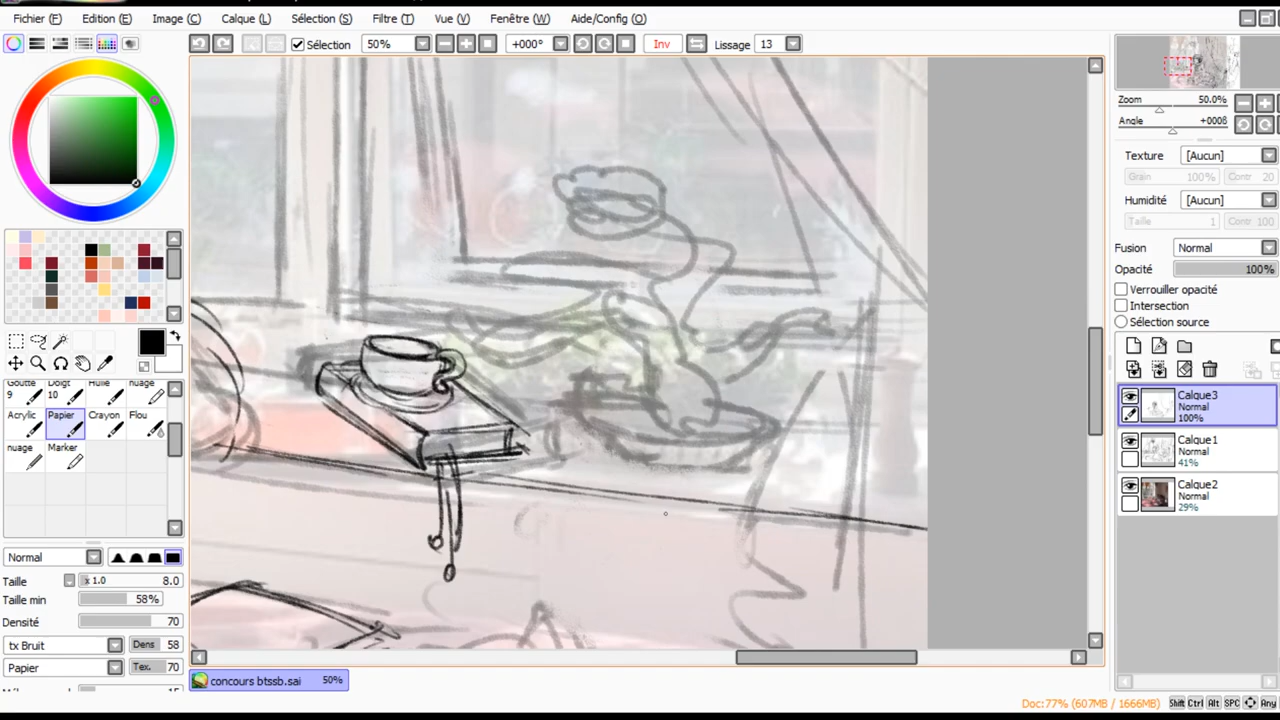 Fichier (F) Edition (E) Image (C) Calque (L) Sélection (S) Filtre (T) Vue (V) Fenêtre (W) Aide/Config (O)
Sélection 50% +000° Inv Lissage 13
Zoom 50.0%
Angle +000ß
Texture [Aucun]
Grain 100% Contr 20
Humidité [Aucun]
Taille 1 Contr 100
Fusion Normal
Opacité 100%
Verrouiller opacité
Intersection
Sélection source
Goutte Doigt Huile nuage
9 10
Acrylic Papier Crayon Flou
nuage Marker
Calque3
Normal
100%
Calque1
Normal
41%
Calque2
Normal
29%
Normal
Taille x 1.0 8.0
Taille min 58%
Densité 70
tx Bruit Dens 58
Papier Tex. 70
concours btssb.sai 50%
Doc:77% (607MB / 1666MB) Shift Ctrl Alt SPC Any